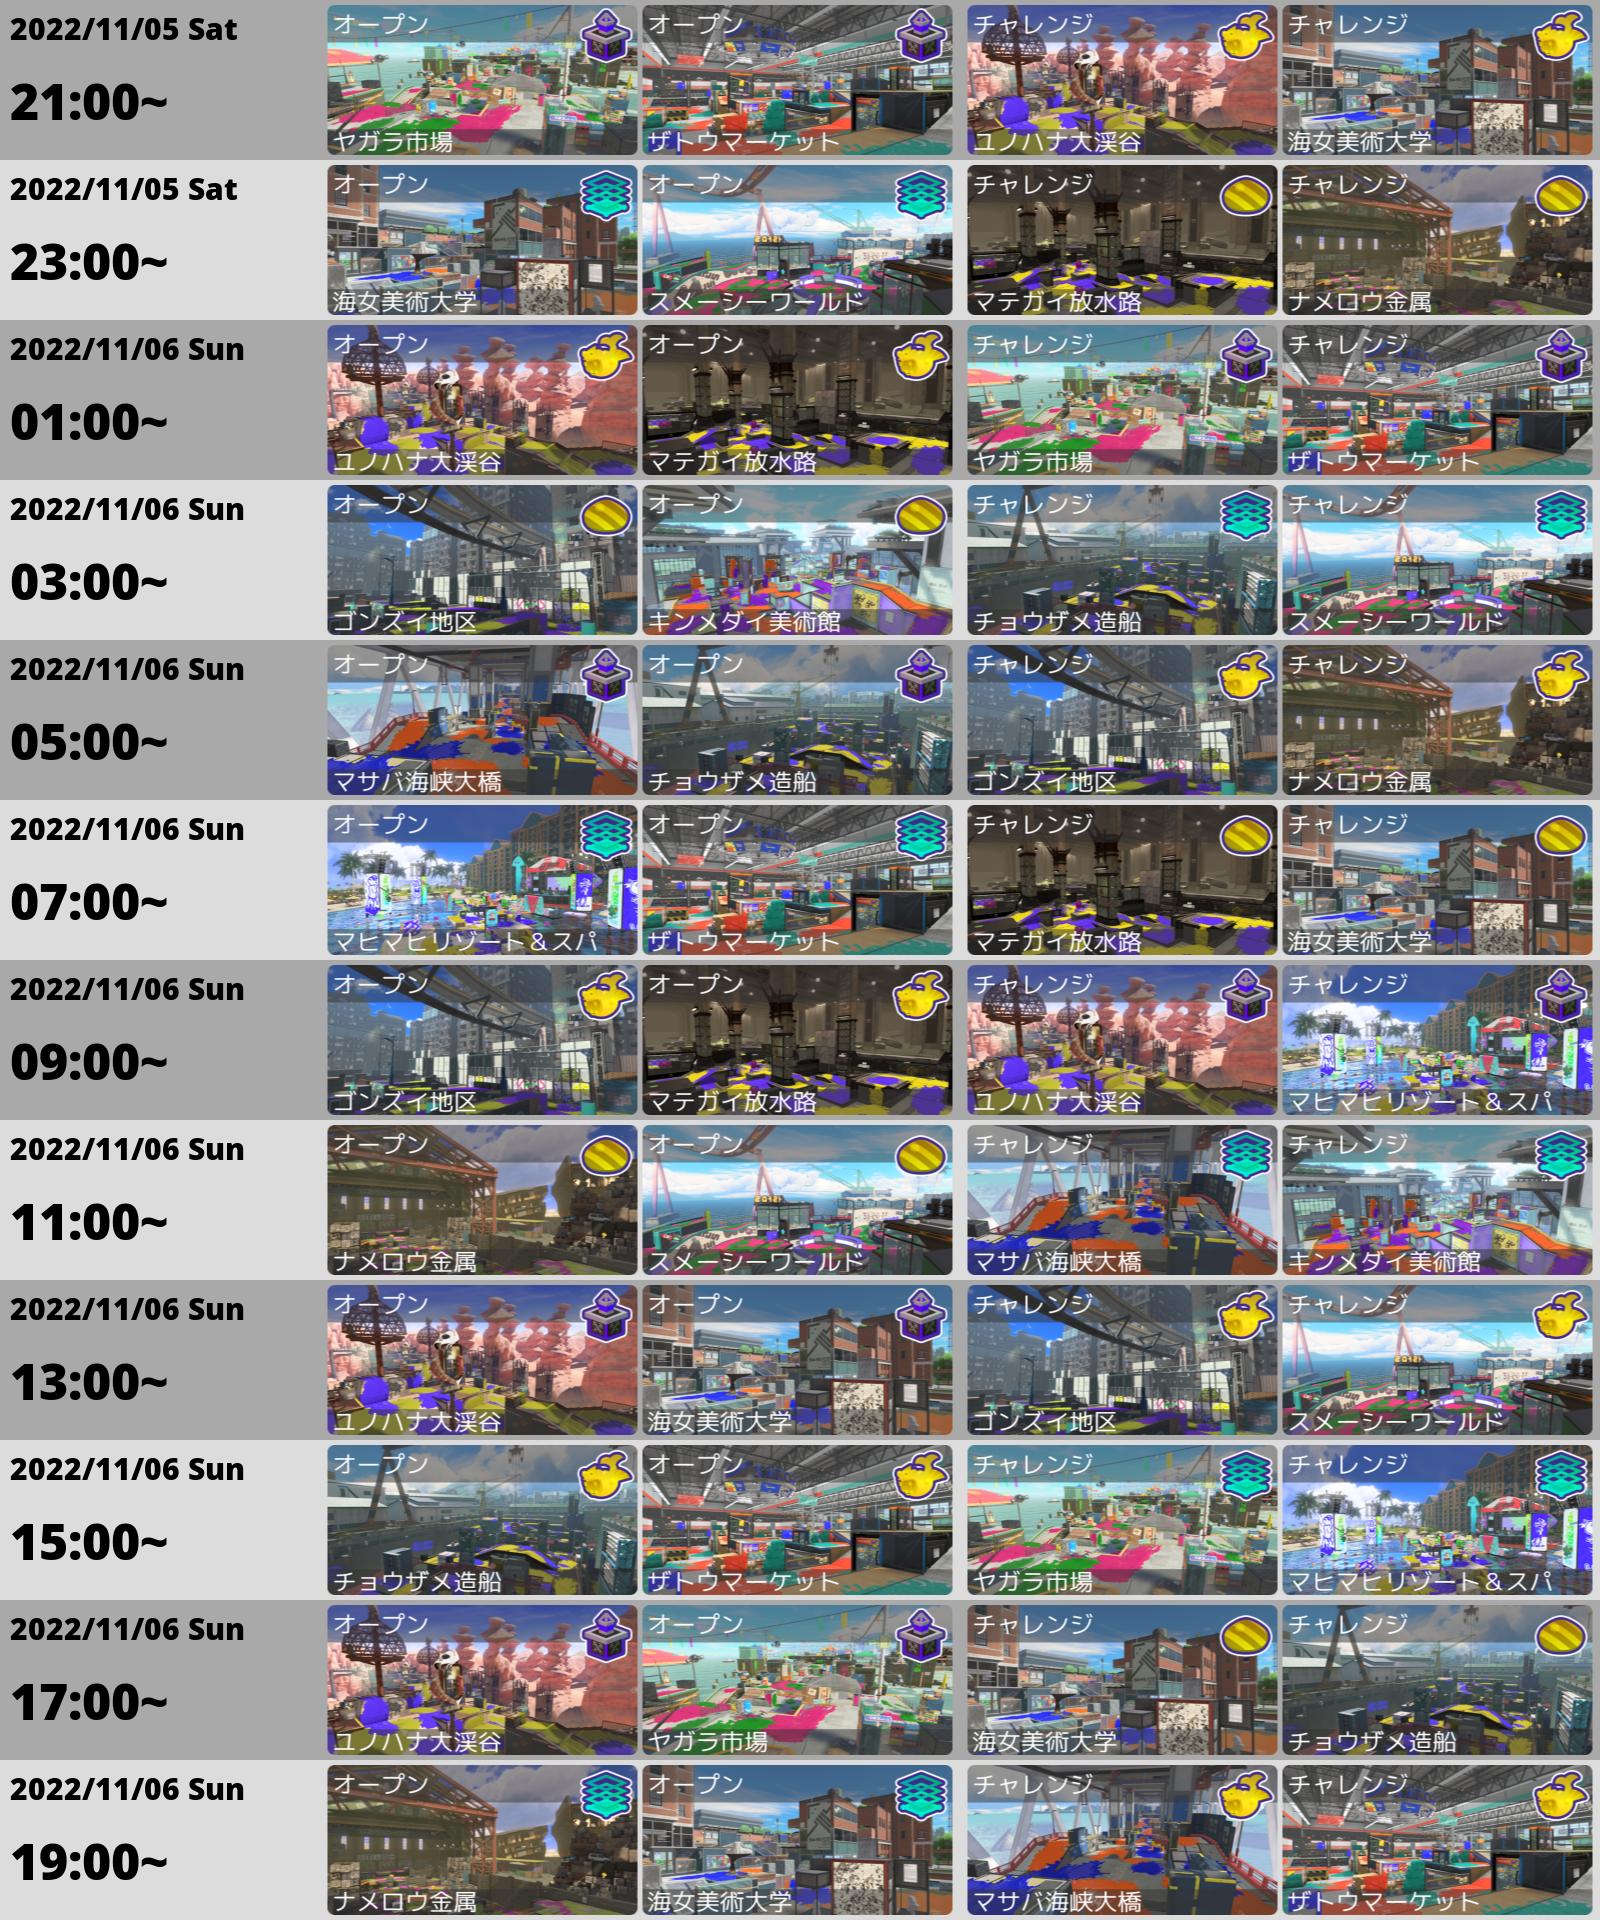 2022/11/05 Sat
21:00~
オープン
ヤガラ市場
オープン
ザトウマーケット
チャレンジ
ユノハナ大渓谷
チャレンジ
海女美術大学
2022/11/05 Sat
23:00~
オープン
海女美術大学
オープン
スメーシーワールド
チャレンジ
マテガイ放水路
チャレンジ
ナメロウ金属
2022/11/06 Sun
01:00~
オープン
ユノハナ大渓谷
オープン
マテガイ放水路
チャレンジ
ヤガラ市場
チャレンジ
ザトウマーケット
2022/11/06 Sun
03:00~
オープン
ゴンズイ地区
オープン
キンメダイ美術館
チャレンジ
チョウザメ造船
チャレンジ
スメーシーワールド
2022/11/06 Sun
05:00~
オープン
マサバ海峡大橋
オープン
チョウザメ造船
チャレンジ
ゴンズイ地区
チャレンジ
ナメロウ金属
2022/11/06 Sun
07:00~
オープン
マヒマヒリゾート&スパ
オープン
ザトウマーケット
チャレンジ
マテガイ放水路
チャレンジ
海女美術大学
2022/11/06 Sun
09:00~
オープン
ゴンズイ地区
オープン
マテガイ放水路
チャレンジ
ユノハナ大渓谷
チャレンジ
マヒマヒリゾート&スパ
2022/11/06 Sun
11:00~
オープン
ナメロウ金属
オープン
スメーシーワールド
チャレンジ
マサバ海峡大橋
チャレンジ
キンメダイ美術館
2022/11/06 Sun
13:00~
オープン
ユノハナ大渓谷
オープン
海女美術大学
チャレンジ
ゴンズイ地区
チャレンジ
スメーシーワールド
2022/11/06 Sun
15:00~
オープン
チョウザメ造船
オープン
ザトウマーケット
チャレンジ
ヤガラ市場
チャレンジ
マヒマヒリゾート&スパ
2022/11/06 Sun
17:00~
オープン
ユノハナ大渓谷
オープン
ヤガラ市場
チャレンジ
海女美術大学
チャレンジ
チョウザメ造船
2022/11/06 Sun
19:00~
オープン
ナメロウ金属
オープン
海女美術大学
チャレンジ
マサバ海峡大橋
チャレンジ
ザトウマーケット